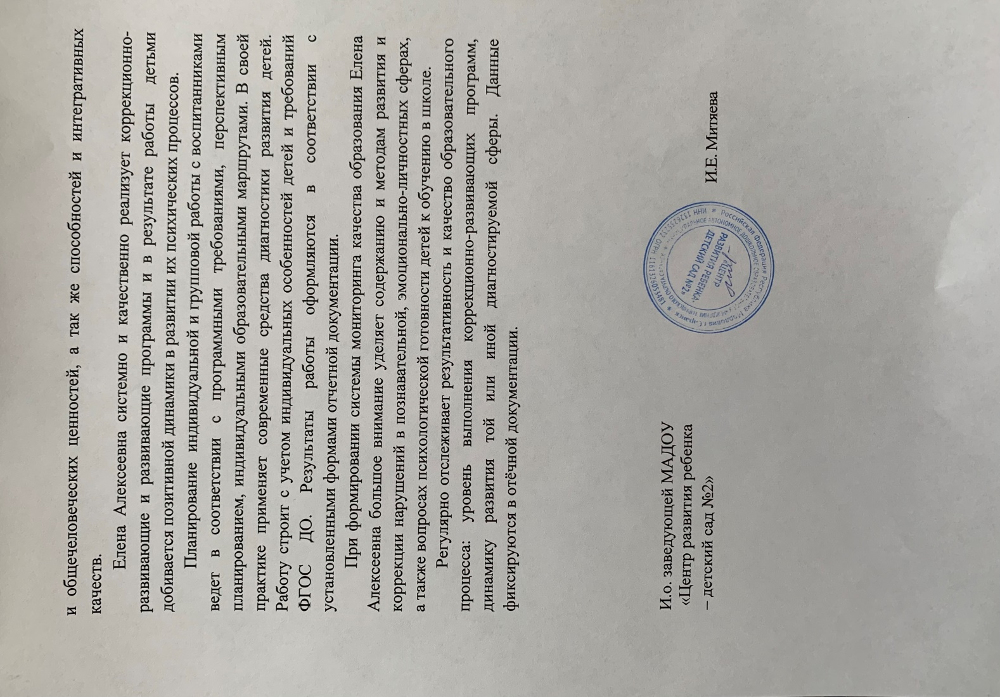 и общечеловеческих ценностей, а так же способностей и интегративных
качеств.
Елена Алексеевна системно и качественно реализует коррекционно-
развивающие и развивающие программы и в результате работы детьми
добивается позитивной динамики в развитии их психических процессов.
Планирование индивидуальной и групповой работы с воспитанниками
ведет в соответствии с программными требованиями, перспективным
планированием, индивидуальными образовательными маршрутами. В своей
практике применяет современные средства диагностики развития детей.
Работу строит с учетом индивидуальных особенностей детей и требований
ФГОС ДО. Результаты работы оформляются в соответствии с
установленными формами отчетной документации.
При формировании системы мониторинга качества образования Елена
Алексеевна большое внимание уделяет содержанию и методам развития и
коррекции нарушений в познавательной, эмоционально-личностных сферах,
а также вопросах психологической готовности детей к обучению в школе.
Регулярно отслеживает результативность и качество образовательного
процесса: уровень выполнения коррекционно-развивающих программ,
динамику развития той или иной диагностируемой сферы. Данные
фиксируются в отёчной документации.
И.о. заведующей МАДОУ
«Центр развития ребенка
– детский сад №2»
И.Е. Митяева
Российская Федерация Республика Мордовия г. Саранск
АВТОНОМНОЕ ДОШКОЛЬНОЕ
«ЦЕНТР
РАЗВИТИЯ РЕБЕНКА-
ДЕТСКИЙ САД №2»